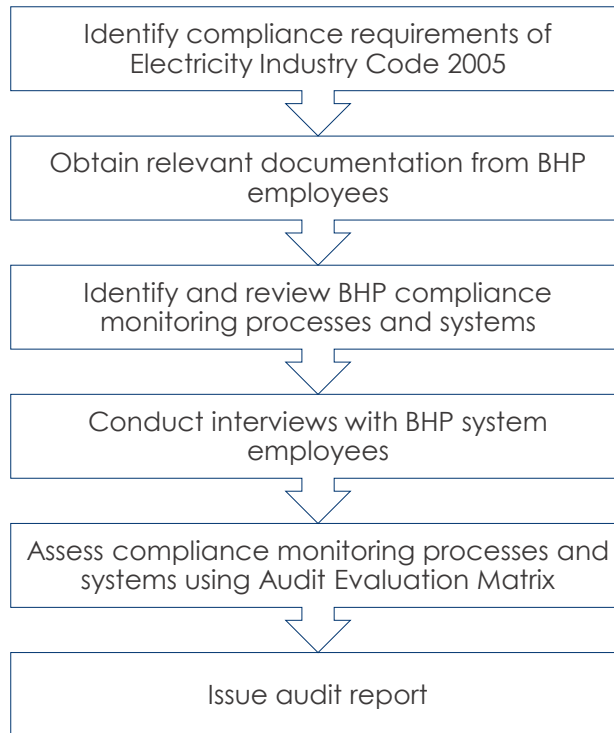 Identify compliance requirements of
Electricity Industry Code 2005
Obtain relevant documentation from BHP
employees
Identify and review BHP compliance
monitoring processes and systems
Conduct interviews with BHP system
employees
Assess compliance monitoring processes and
systems using Audit Evaluation Matrix
Issue audit report